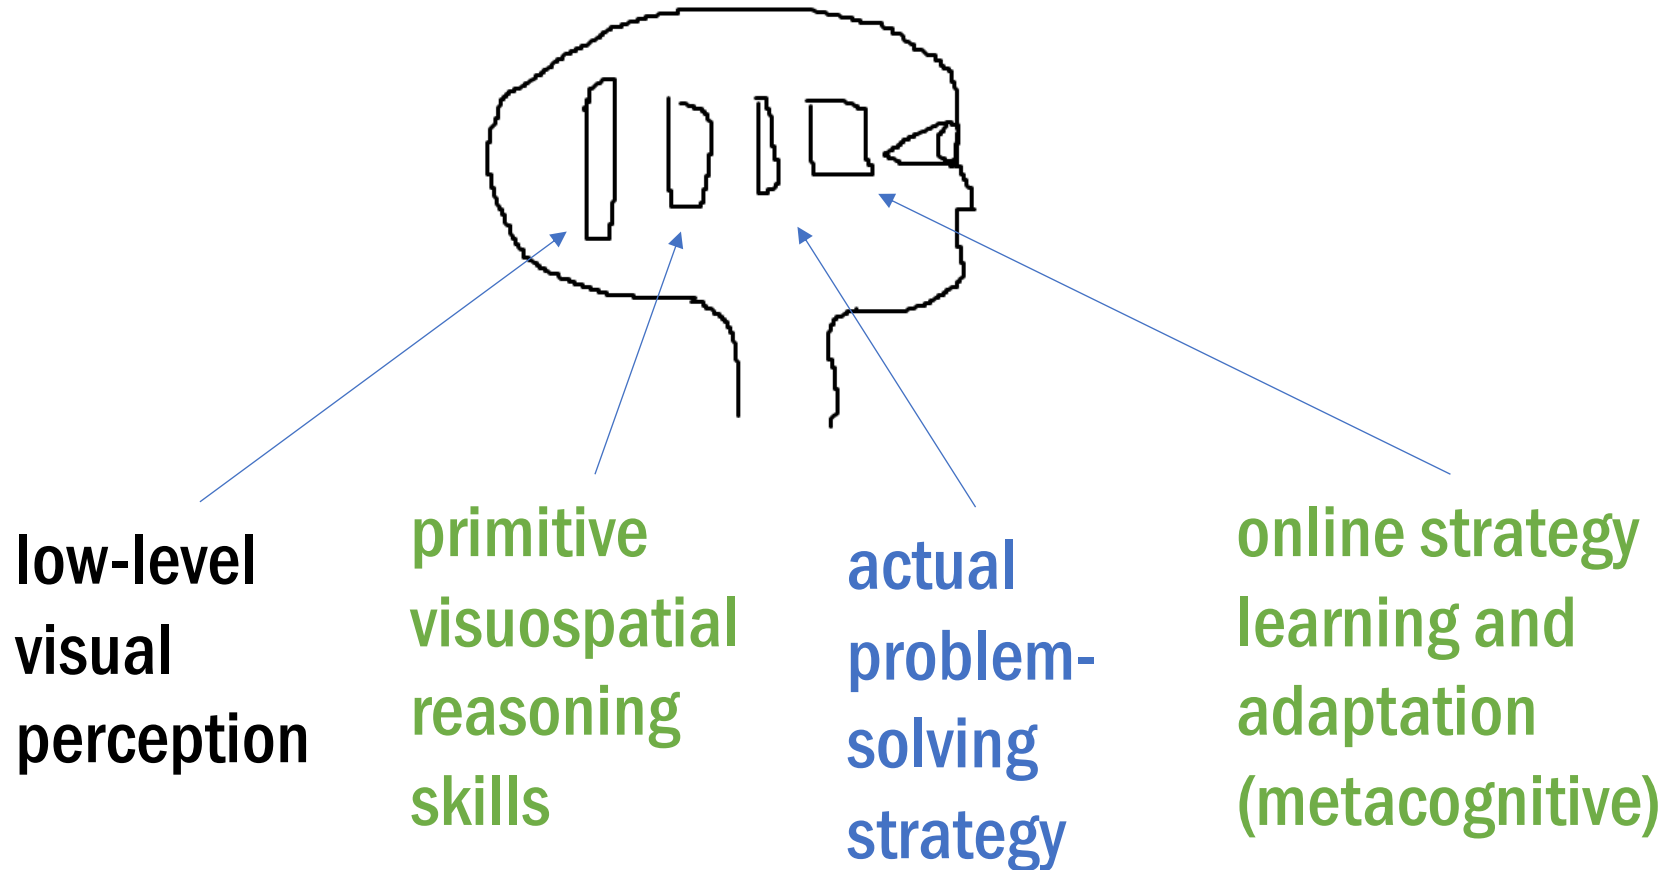 low-level
visual
perception
primitive
visuospatial
reasoning
skills
actual
problem-
solving
strategy
online strategy
learning and
adaptation
(metacognitive)